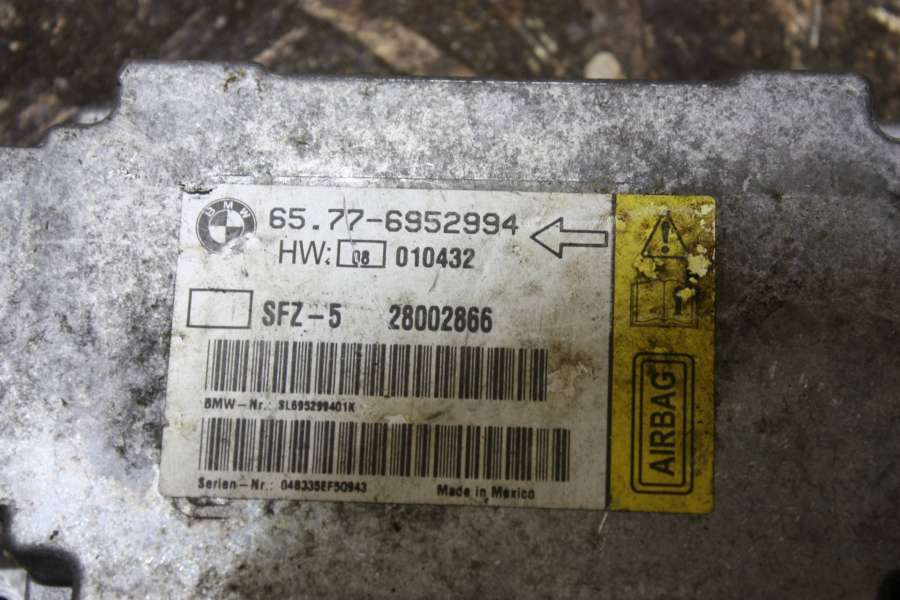 BMW
65.77-6952994
HW: 08 010432
SFZ-5 28002866
BMW-Nr.: SL695299401K
Serien-Nr.: 048335EF50943
Made in Mexico
AIRBAG